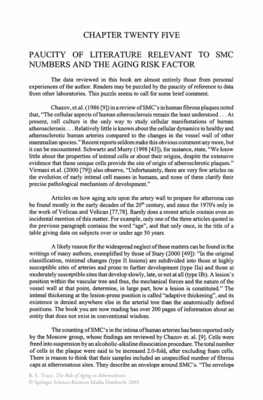 CHAPTER TWENTY FIVE
PAUCITY OF LITERATURE RELEVANT TO SMC
NUMBERS AND THE AGING RISK FACTOR
The data reviewed in this book are almost entirely those from personal
experiences of the author. Readers may be puzzled by the paucity of reference to data
from other laboratories. This puzzle seems to call for some brief comment.
Chazov, et.al. (1986 [9]) in a review of SMC's in human fibrous plaques noted
that, "The cellular aspects of human atherosclerosis remain the least understood . . . At
present, cell culture is the only way to study cellular manifestations of human
atherosclerosis . . . Relatively little is known about the cellular dynamics in healthy and
atherosclerotic human arteries compared to the changes in the vessel wall of other
mammalian species." Recent reports seldom make this obvious comment any more, but
it can be encountered. Schwartz and Murry (1998 [43]), for instance, state, "We know
little about the properties of intimal cells or about their origins, despite the extensive
evidence that these unique cells provide the site of origin of atherosclerotic plaques."
Virmani et.al. (2000 [79]) also observe, "Unfortunately, there are very few articles on
the evolution of early intimal cell masses in humans, and none of these clarify their
precise pathological mechanism of development."
Articles on how aging acts upon the artery wall to prepare for atheroma can
be found mostly in the early decades of the 20th century, and since the 1970's only in
the work of Velican and Velican [77,78]. Rarely does a recent article contain even an
incidental mention of this matter. For example, only one of the three articles quoted in
the previous paragraph contains the word "age", and that only once, in the title of a
table giving data on subjects over or under age 50 years.
A likely reason for the widespread neglect of these matters can be found in the
writings of many authors, exemplified by those of Stary (2000 [49]): "In the original
classification, minimal changes (type II lesions) are subdivided into those at highly
susceptible sites of arteries and prone to further development (type IIa) and those at
moderately susceptible sites that develop slowly, late, or not at all (type IIb). A lesion's
position within the vascular tree and thus, the mechanical forces and the nature of the
vessel wall at that point, determine, in large part, how a lesion is constituted." The
intimal thickening at the lesion-prone position is called "adaptive thickening", and its
existence is denied anywhere else in the arterial tree than the anatomically defined
positions. The book you are now reading has over 200 pages of information about an
entity that does not exist in conventional wisdom.
The counting of SMC's in the intima of human arteries has been reported only
by the Moscow group, whose findings are reviewed by Chazov et. al. [9]. Cells were
freed into suspension by an alcoholic-alkaline dissociation procedure. The total number
of cells in the plaque were said to be increased 2.0-fold, after excluding foam cells.
There is reason to think that their samples included an unspecified number of fibrous
caps at atheromatous sites. They describe an envelope around SMC's. "The envelope
R. E. Tracy, The Role of Aging in Atherosclerosis
© Springer Science+Business Media Dordrecht 2003